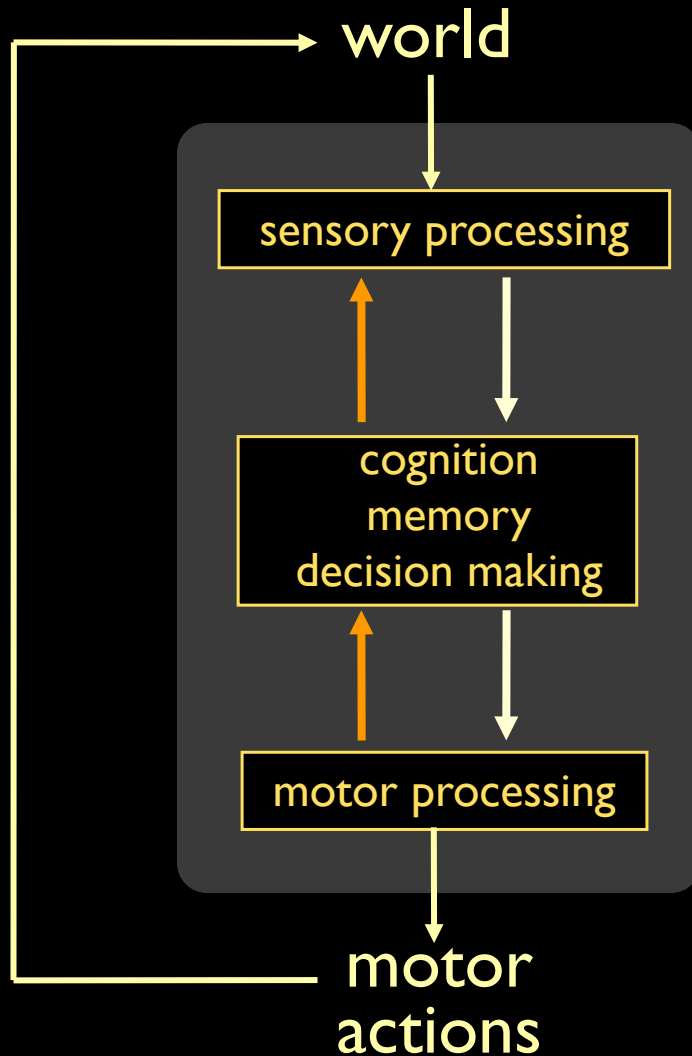 world
sensory processing
cognition
memory
decision making
motor processing
motor
actions